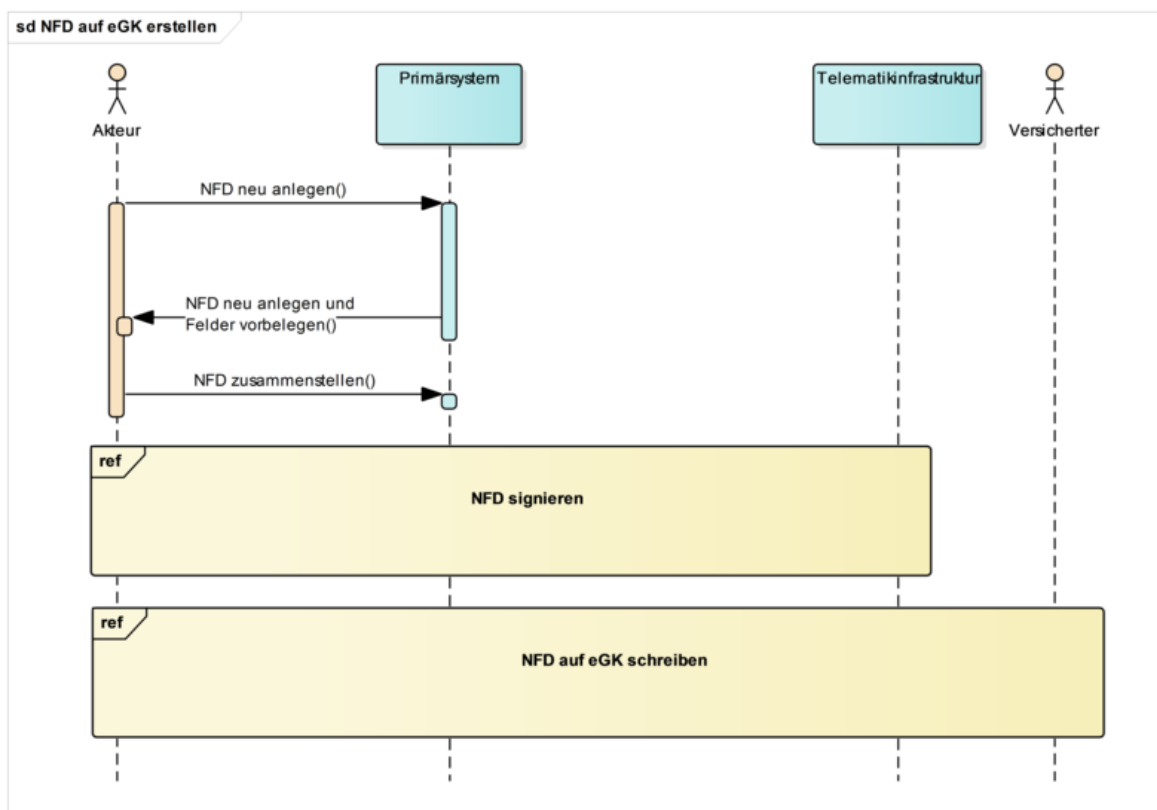 sd NFD auf eGK erstellen
Akteur
Primärsystem
Telematikinfrastruktur
Versicherter
NFD neu anlegen()
NFD neu anlegen und
Felder vorbelegen()
NFD zusammenstellen()
ref
NFD signieren
ref
NFD auf eGK schreiben